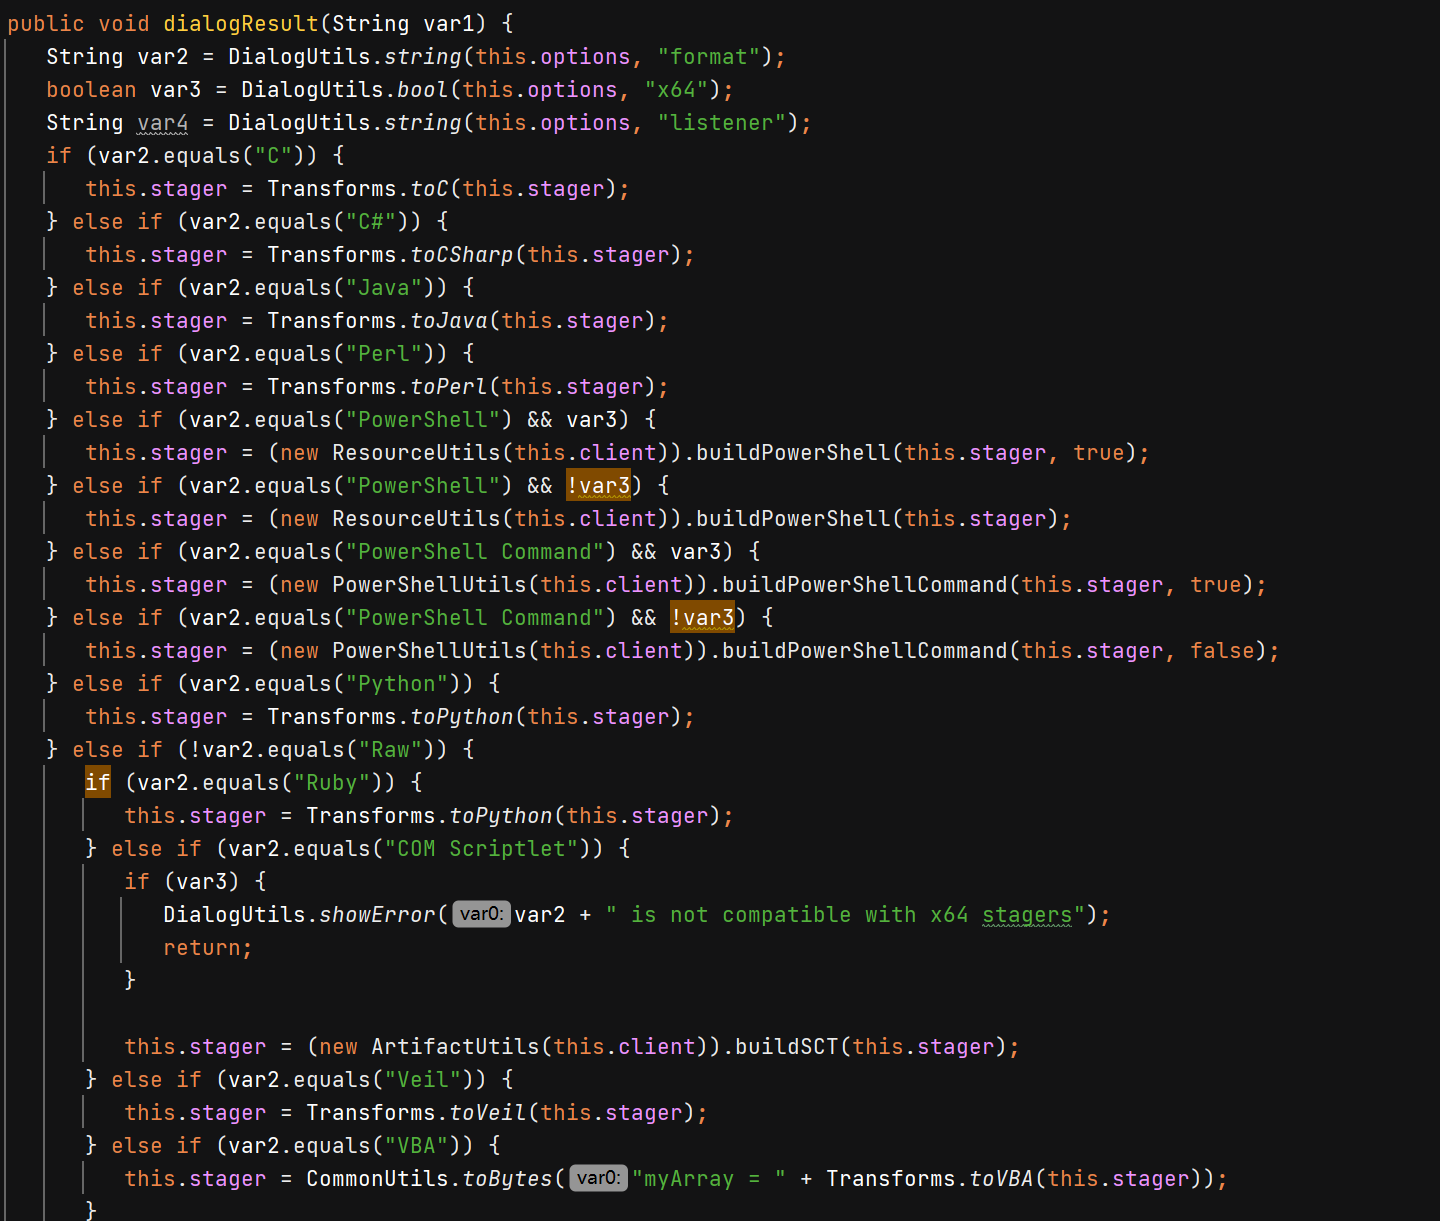 public void dialogResult(String var1) {
   String var2 = DialogUtils.string(this.options, "format");
   boolean var3 = DialogUtils.bool(this.options, "x64");
   String var4 = DialogUtils.string(this.options, "listener");
   if (var2.equals("C")) {
      this.stager = Transforms.toC(this.stager);
   } else if (var2.equals("C#")) {
      this.stager = Transforms.toCSharp(this.stager);
   } else if (var2.equals("Java")) {
      this.stager = Transforms.toJava(this.stager);
   } else if (var2.equals("Perl")) {
      this.stager = Transforms.toPerl(this.stager);
   } else if (var2.equals("PowerShell") && var3) {
      this.stager = (new ResourceUtils(this.client)).buildPowerShell(this.stager, true);
   } else if (var2.equals("PowerShell") && !var3) {
      this.stager = (new ResourceUtils(this.client)).buildPowerShell(this.stager);
   } else if (var2.equals("PowerShell Command") && var3) {
      this.stager = (new PowerShellUtils(this.client)).buildPowerShellCommand(this.stager, true);
   } else if (var2.equals("PowerShell Command") && !var3) {
      this.stager = (new PowerShellUtils(this.client)).buildPowerShellCommand(this.stager, false);
   } else if (var2.equals("Python")) {
      this.stager = Transforms.toPython(this.stager);
   } else if (!var2.equals("Raw")) {
      if (var2.equals("Ruby")) {
         this.stager = Transforms.toPython(this.stager);
      } else if (var2.equals("COM Scriptlet")) {
         if (var3) {
            DialogUtils.showError( var0: var2 + " is not compatible with x64 stagers");
            return;
         }
         this.stager = (new ArtifactUtils(this.client)).buildSCT(this.stager);
      } else if (var2.equals("Veil")) {
         this.stager = Transforms.toVeil(this.stager);
      } else if (var2.equals("VBA")) {
         this.stager = CommonUtils.toBytes( var0: "myArray = " + Transforms.toVBA(this.stager));
      }